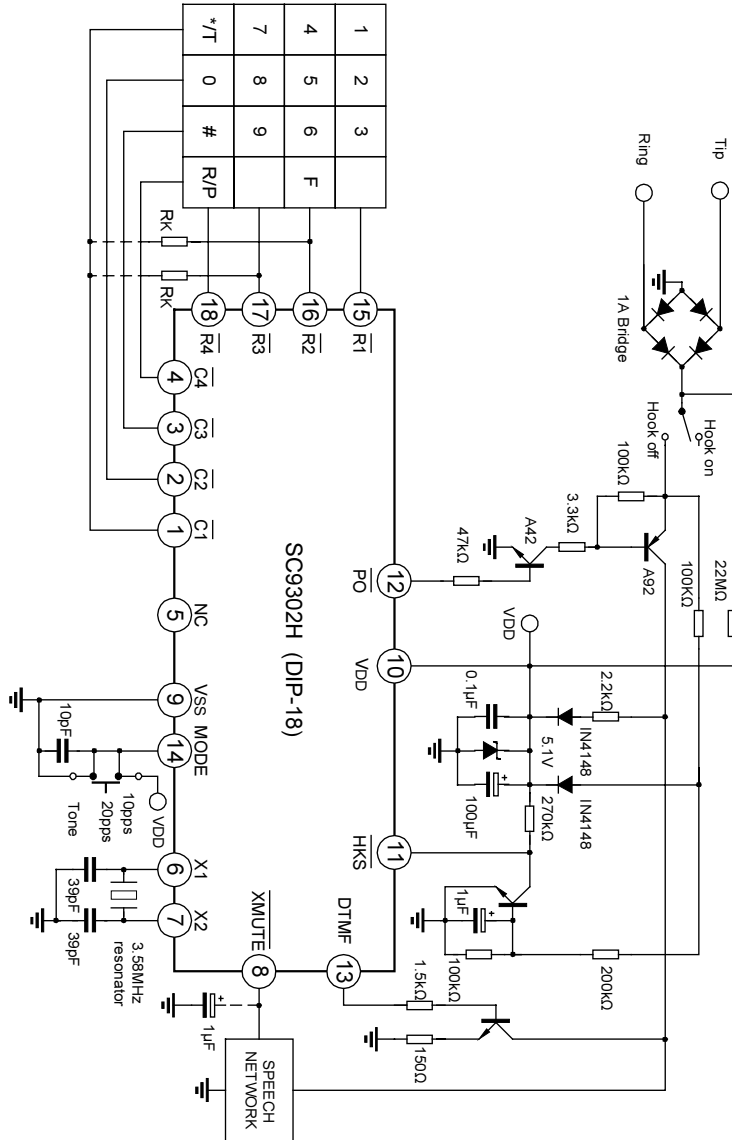 Tip
Ring
1A Bridge
Hook on
Hook off
100kΩ
3.3kΩ
A42
47kΩ
A92
100KΩ
22MΩ
VDD
2.2kΩ
IN4148
IN4148
0.1µF
5.1V
100µF
+
270kΩ
1µF
+
100kΩ
200kΩ
1.5kΩ
150Ω
1 2 3
4 5 6 F
7 8 9
*/T 0 # R/P
RK
RK
15 R1
16 R2
17 R3
18 R4
4 C4
3 C3
2 C2
1 C1
5 NC
9 VSS
14 MODE
6 X1
7 X2
8 XMUTE
13 DTMF
11 HKS
10 VDD
12 PO
SC9302H (DIP-18)
10pF
VDD
10pps
20pps
Tone
39pF
39pF
3.58MHz
resonator
1µF
+
SPEECH
NETWORK